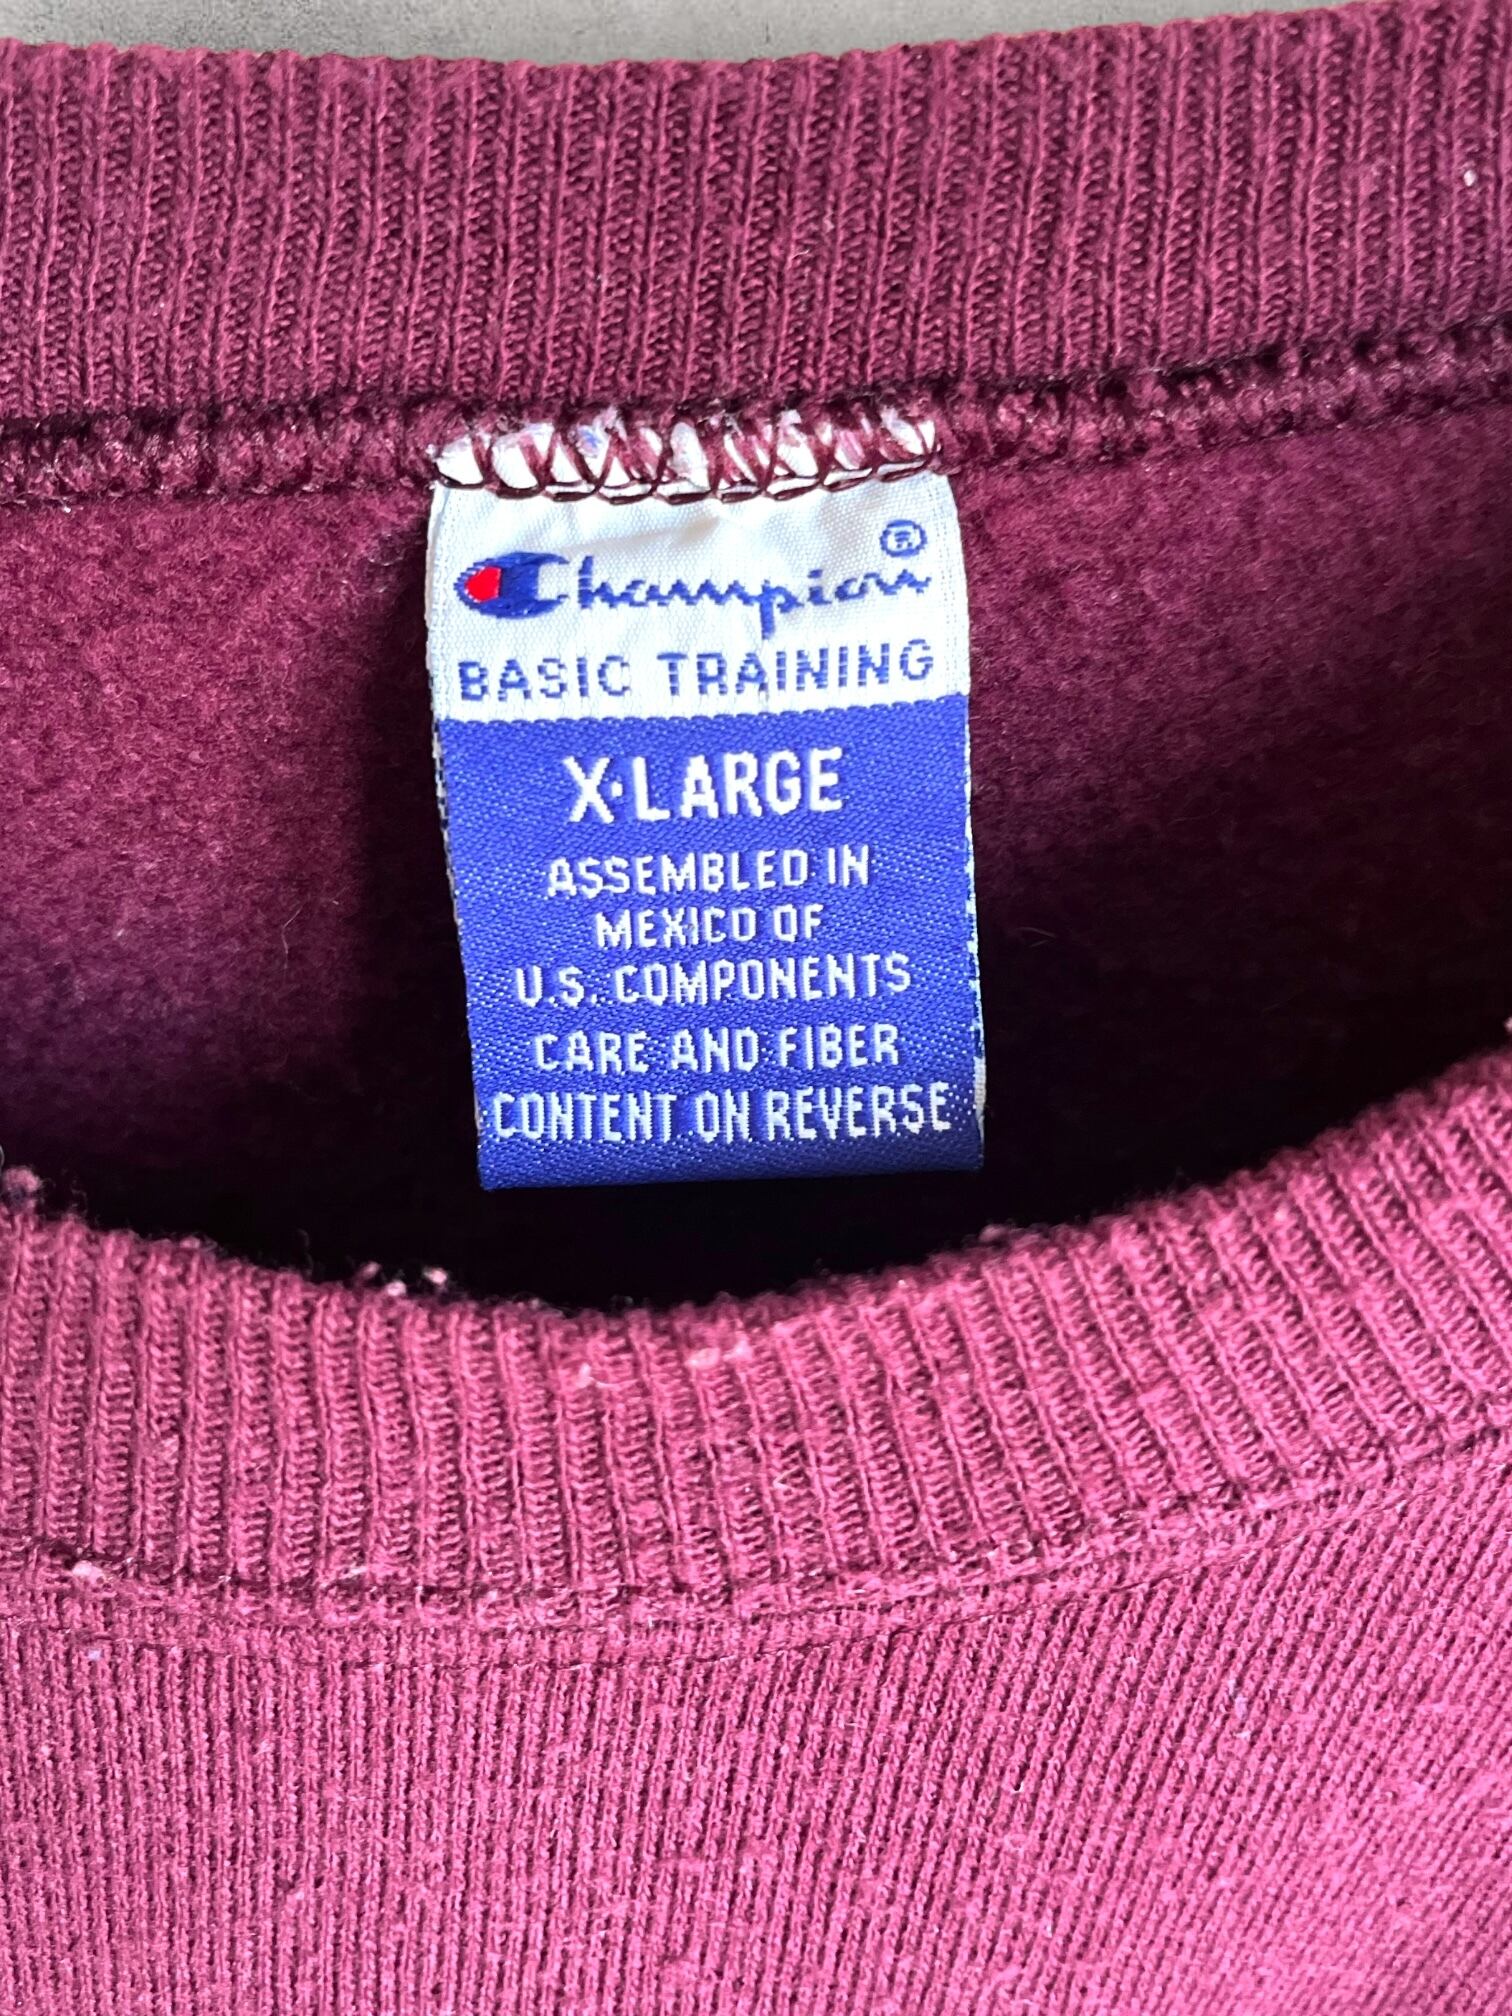 Champion®
BASIC TRAINING
X·LARGE
ASSEMBLED IN
MEXICO OF
U.S. COMPONENTS
CARE AND FIBER
CONTENT ON REVERSE